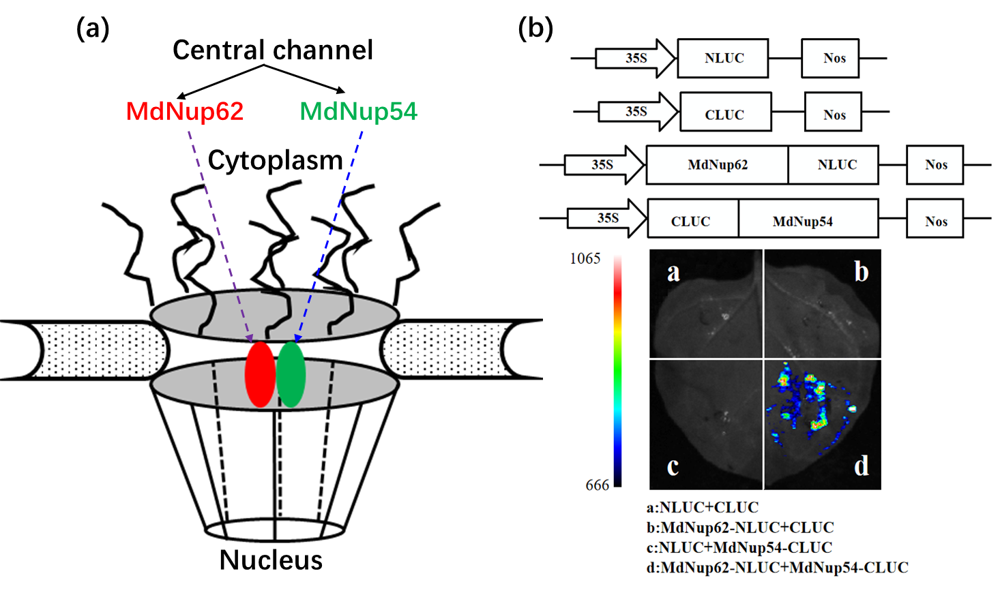 (a)
Central channel
MdNup62
MdNup54
Cytoplasm
Nucleus
(b)
35S NLUC Nos
35S CLUC Nos
35S MdNup62 NLUC Nos
35S CLUC MdNup54 Nos
1065
666
a b
c d
a:NLUC+CLUC
b:MdNup62-NLUC+CLUC
c:NLUC+MdNup54-CLUC
d:MdNup62-NLUC+MdNup54-CLUC